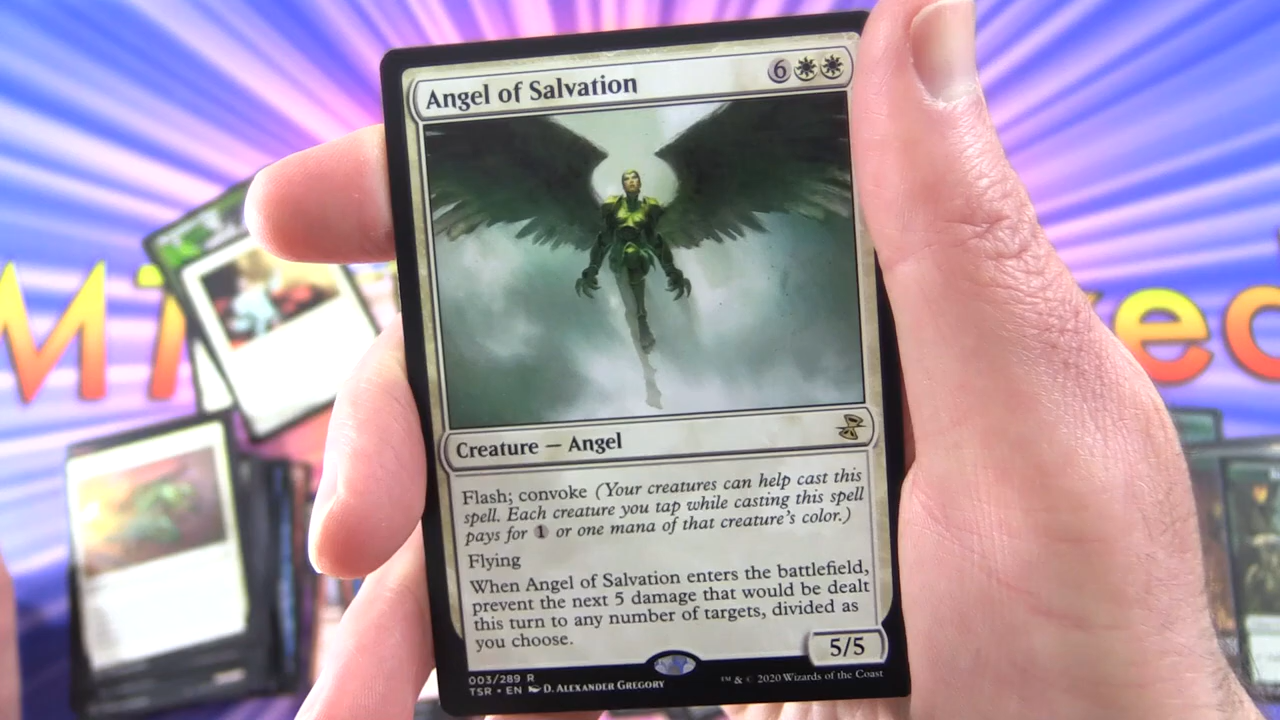 Angel of Salvation 6
Creature — Angel
Flash; convoke (Your creatures can help cast this
spell. Each creature you tap while casting this spell
pays for 1 or one mana of that creature's color.)
Flying
When Angel of Salvation enters the battlefield,
prevent the next 5 damage that would be dealt
this turn to any number of targets, divided as
you choose.
5/5
003/289 R
TSR • EN D. Alexander Gregory
™ & © 2020 Wizards of the Coast